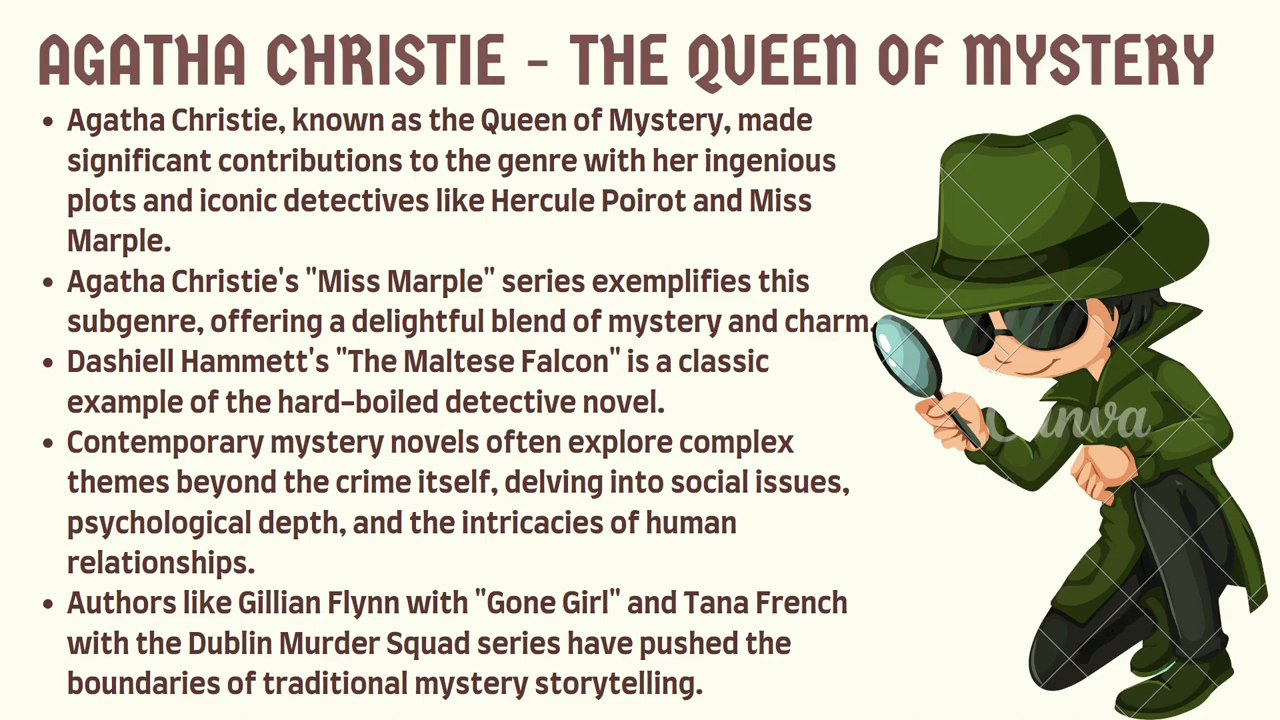 AGATHA CHRISTIE - THE QUEEN OF MYSTERY
• Agatha Christie, known as the Queen of Mystery, made
significant contributions to the genre with her ingenious
plots and iconic detectives like Hercule Poirot and Miss
Marple.
• Agatha Christie's "Miss Marple" series exemplifies this
subgenre, offering a delightful blend of mystery and charm.
• Dashiell Hammett's "The Maltese Falcon" is a classic
example of the hard-boiled detective novel.
• Contemporary mystery novels often explore complex
themes beyond the crime itself, delving into social issues,
psychological depth, and the intricacies of human
relationships.
• Authors like Gillian Flynn with "Gone Girl" and Tana French
with the Dublin Murder Squad series have pushed the
boundaries of traditional mystery storytelling.
Canva